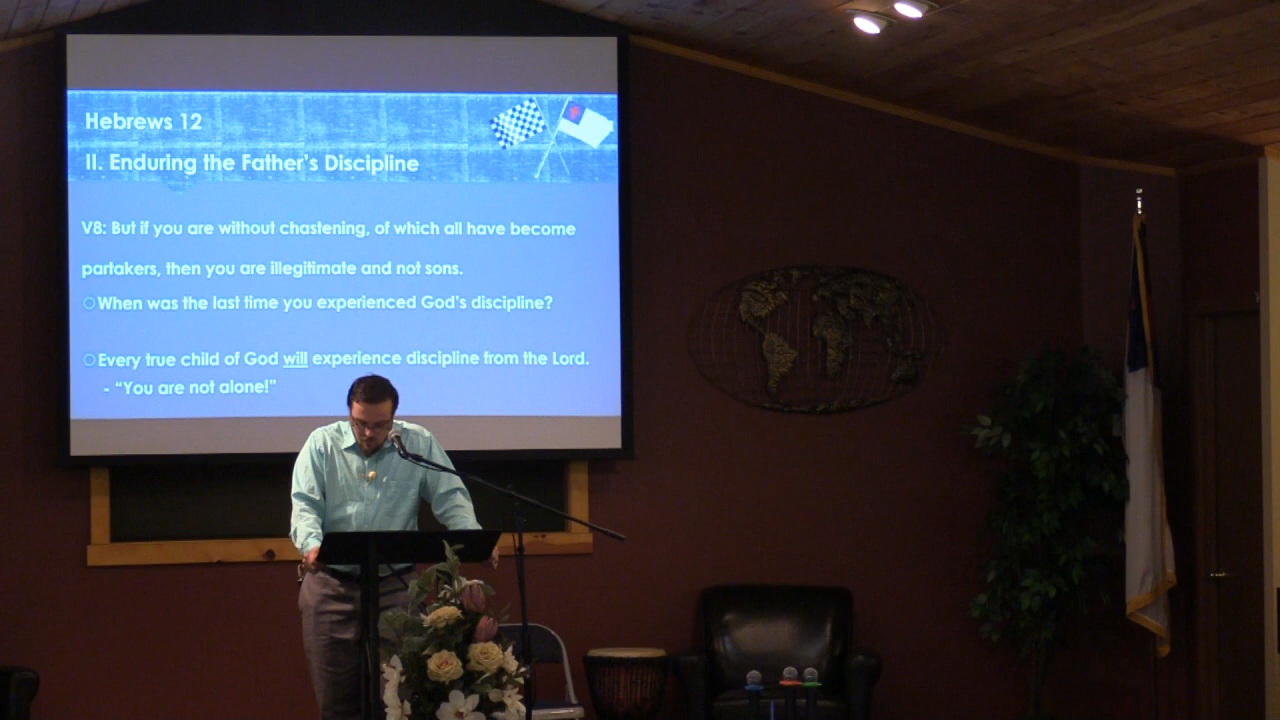 Hebrews 12
II. Enduring the Father's Discipline
V8: But if you are without chastening, of which all have become
partakers, then you are illegitimate and not sons.
When was the last time you experienced God's discipline?
Every true child of God will experience discipline from the Lord.
- "You are not alone!"